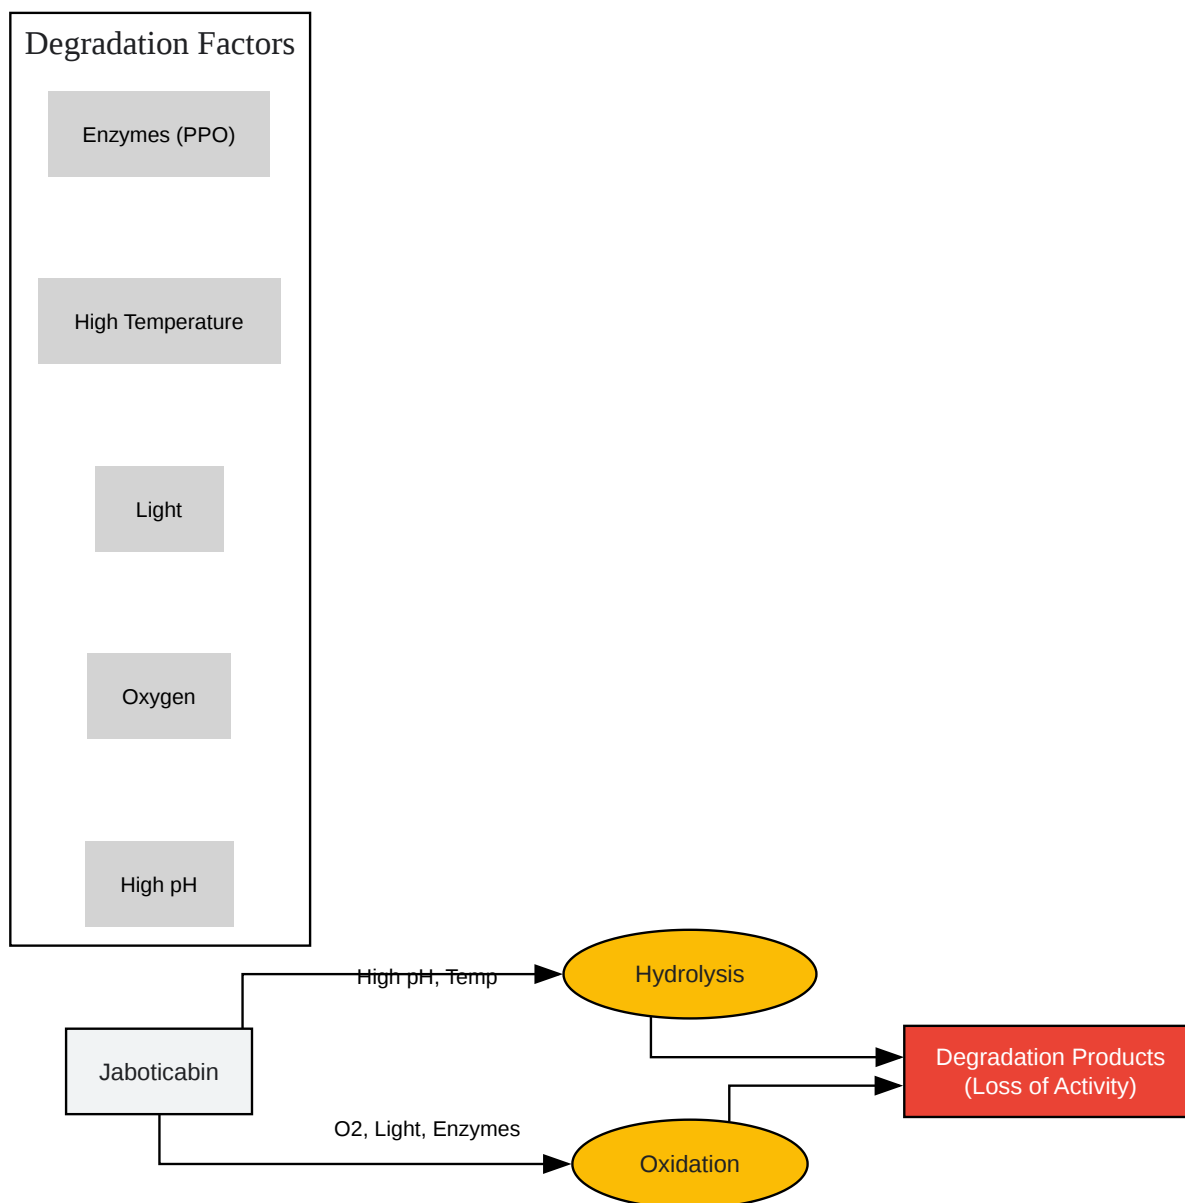 Degradation Factors
Enzymes (PPO)
High Temperature
Light
Oxygen
High pH
High pH, Temp
Hydrolysis
Jaboticabin
Degradation Products
(Loss of Activity)
O2, Light, Enzymes
Oxidation